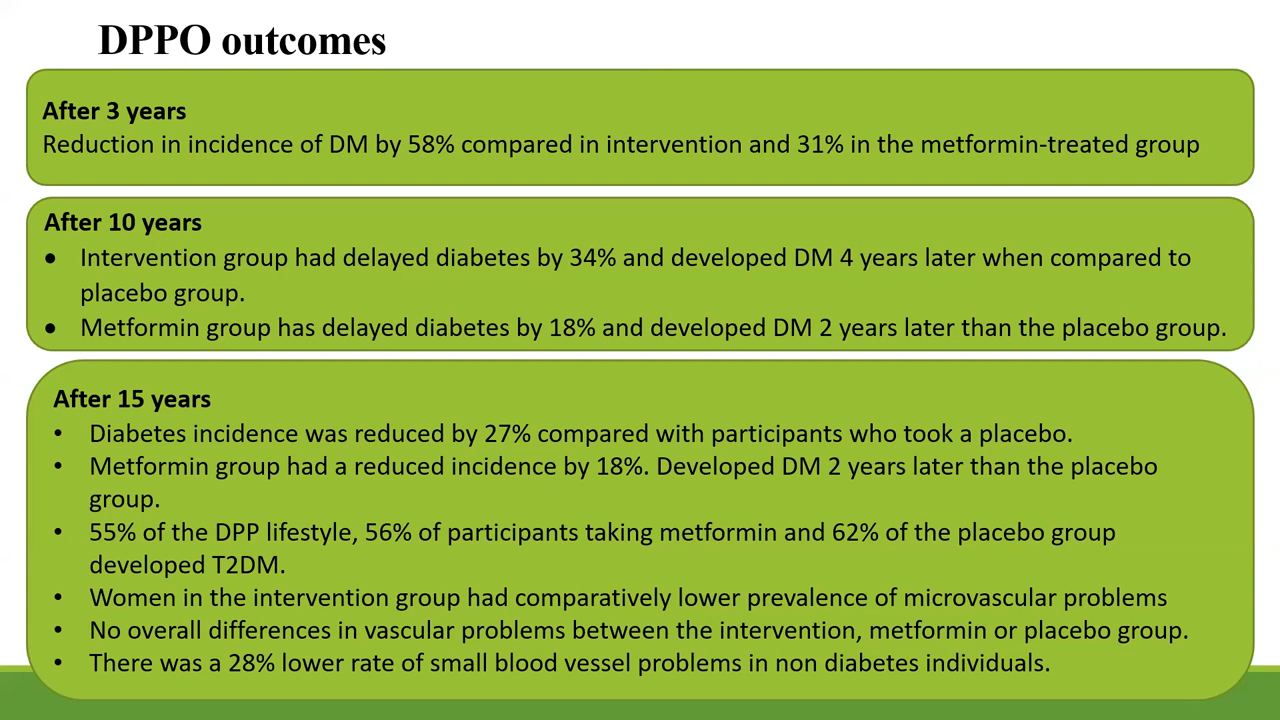 DPPO outcomes
After 3 years
Reduction in incidence of DM by 58% compared in intervention and 31% in the metformin-treated group
After 10 years
• Intervention group had delayed diabetes by 34% and developed DM 4 years later when compared to
placebo group.
• Metformin group has delayed diabetes by 18% and developed DM 2 years later than the placebo group.
After 15 years
• Diabetes incidence was reduced by 27% compared with participants who took a placebo.
• Metformin group had a reduced incidence by 18%. Developed DM 2 years later than the placebo
group.
• 55% of the DPP lifestyle, 56% of participants taking metformin and 62% of the placebo group
developed T2DM.
• Women in the intervention group had comparatively lower prevalence of microvascular problems
• No overall differences in vascular problems between the intervention, metformin or placebo group.
• There was a 28% lower rate of small blood vessel problems in non diabetes individuals.